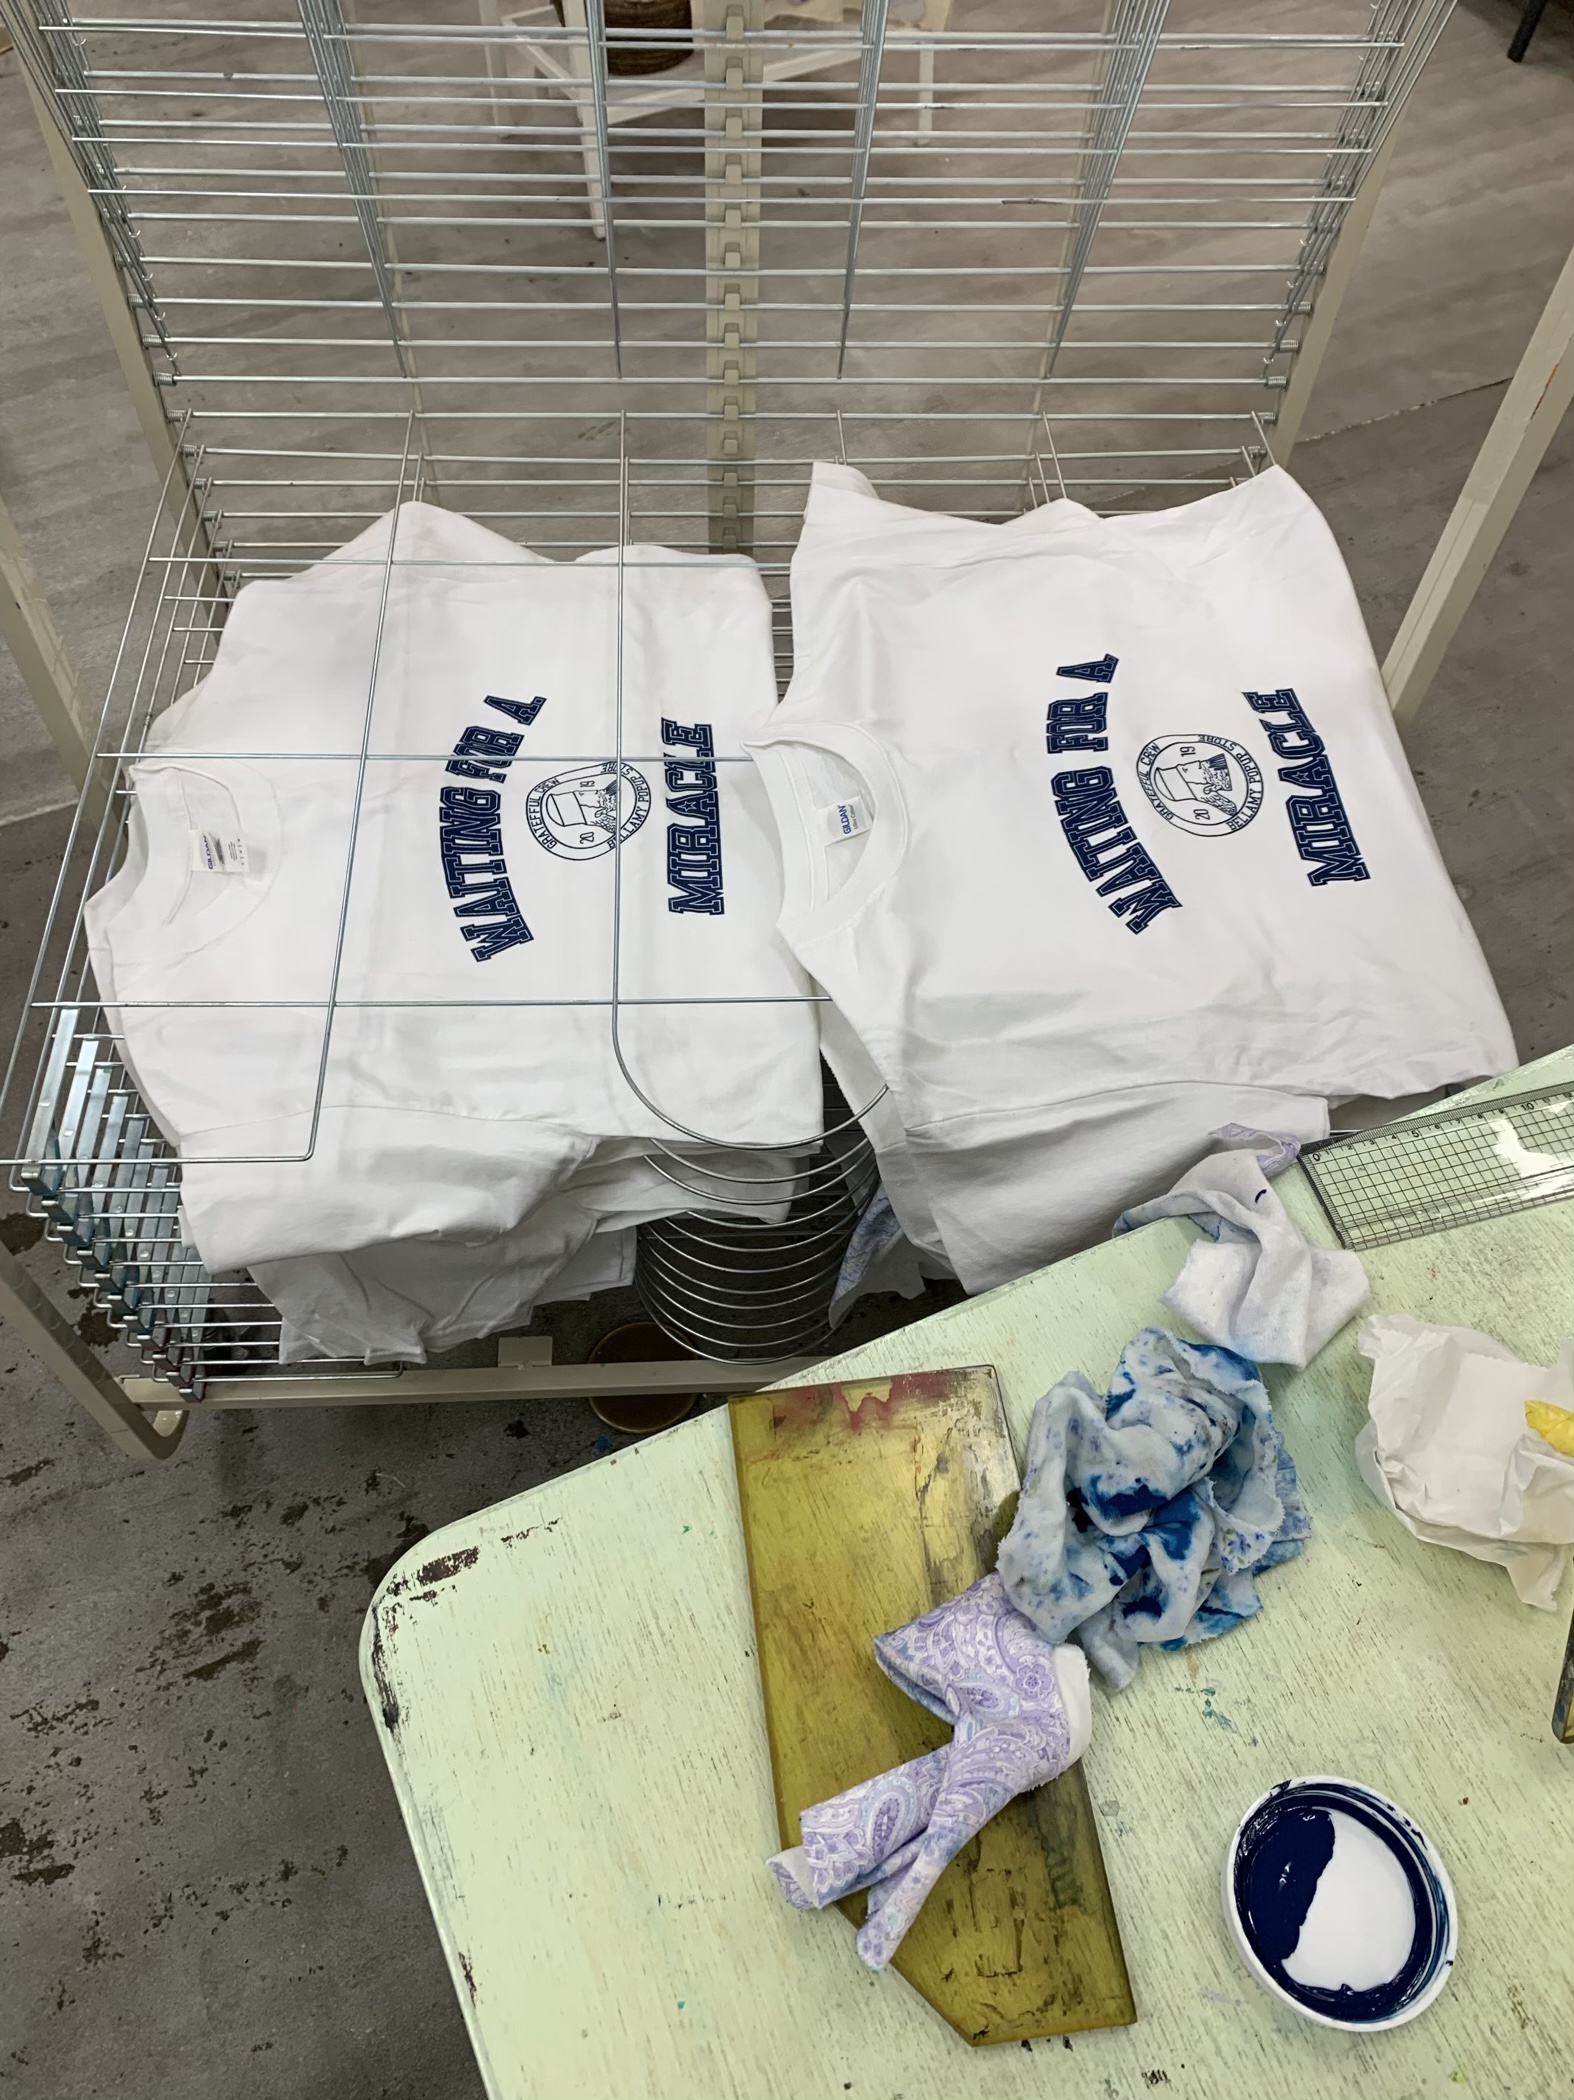 WAITING FOR A
GRATEFUL CREW
20 19
BELLAMY POPUP STORE
MIRACLE
GILDAN
WAITING FOR A
GRATEFUL CREW
20 19
BELLAMY POPUP STORE
MIRACLE
GILDAN